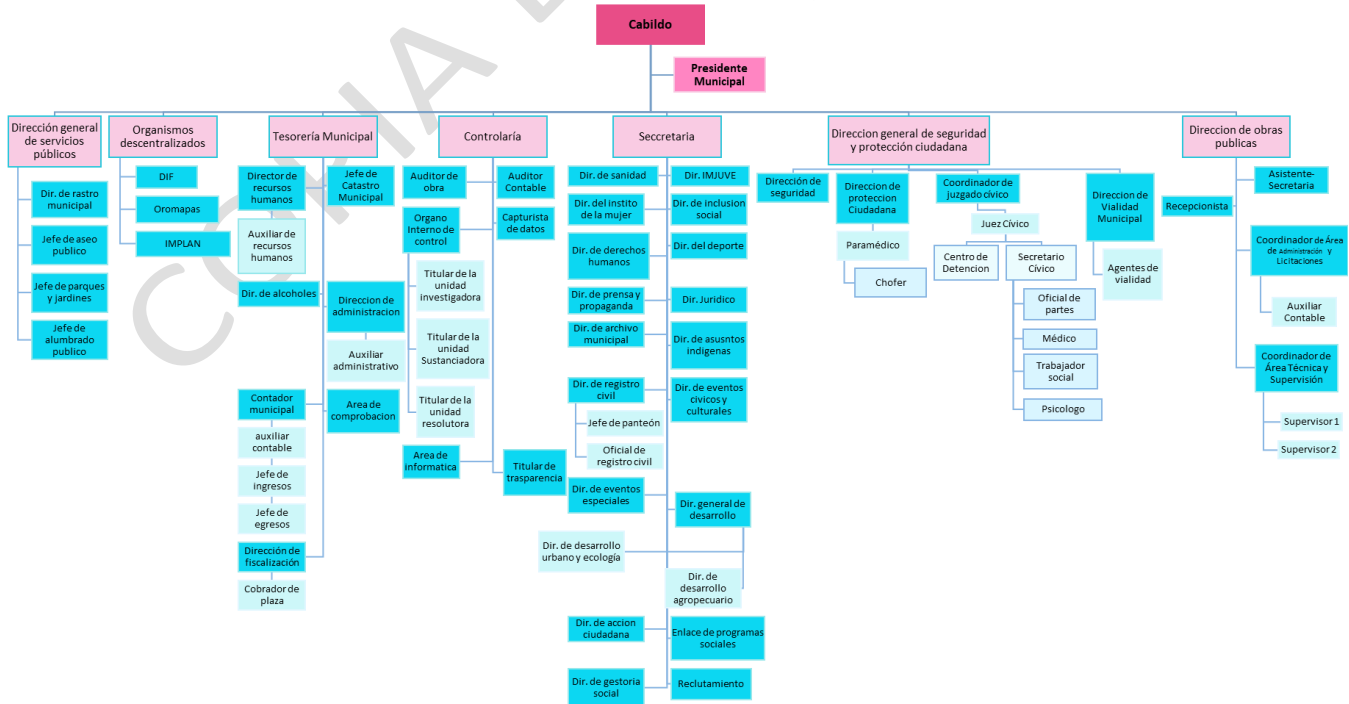 Cabildo
Presidente
Municipal
Dirección general
de servicios
públicos
Dir. de rastro
municipal
Jefe de aseo
publico
Jefe de parques
y jardines
Jefe de
alumbrado
publico
Organismos
descentralizados
DIF
Oromapas
IMPLAN
Tesorería Municipal
Director de
recursos
humanos
Auxiliar de
recursos
humanos
Jefe de
Catastro
Municipal
Dir. de alcoholes
Direccion de
administracion
Auxiliar
administrativo
Contador
municipal
auxiliar
contable
Jefe de
ingresos
Jefe de
egresos
Area de
comprobacion
Dirección de
fiscalización
Cobrador de
plaza
Controlaría
Auditor de
obra
Auditor
Contable
Organo
Interno de
control
Titular de la
unidad
investigadora
Titular de la
unidad
Sustanciadora
Titular de la
unidad
resolutora
Capturista
de datos
Area de
informatica
Titular de
trasparencia
Seccretaria
Dir. de sanidad
Dir. IMJUVE
Dir. del instito
de la mujer
Dir. de inclusion
social
Dir. de derechos
humanos
Dir. del deporte
Dir. de prensa y
propaganda
Dir. Juridico
Dir. de archivo
municipal
Dir. de asusntos
indigenas
Dir. de registro
civil
Jefe de panteón
Oficial de
registro civil
Dir. de eventos
civicos y
culturales
Dir. de eventos
especiales
Dir. general de
desarrollo
Dir. de desarrollo
urbano y ecología
Dir. de
desarrollo
agropecuario
Dir. de accion
ciudadana
Enlace de programas
sociales
Dir. de gestoria
social
Reclutamiento
Direccion general de seguridad
y protección ciudadana
Dirección de
seguridad
Direccion de
proteccion
Ciudadana
Paramédico
Chofer
Coordinador de
juzgado cívico
Juez Cívico
Centro de
Detencion
Secretario
Cívico
Oficial de
partes
Médico
Trabajador
social
Psicologo
Direccion de
Vialidad
Municipal
Agentes de
vialidad
Direccion de obras
publicas
Asistente-
Secretaria
Recepcionista
Coordinador de Área
de Administración y
Licitaciones
Auxiliar
Contable
Coordinador de
Área Técnica y
Supervisión
Supervisor 1
Supervisor 2